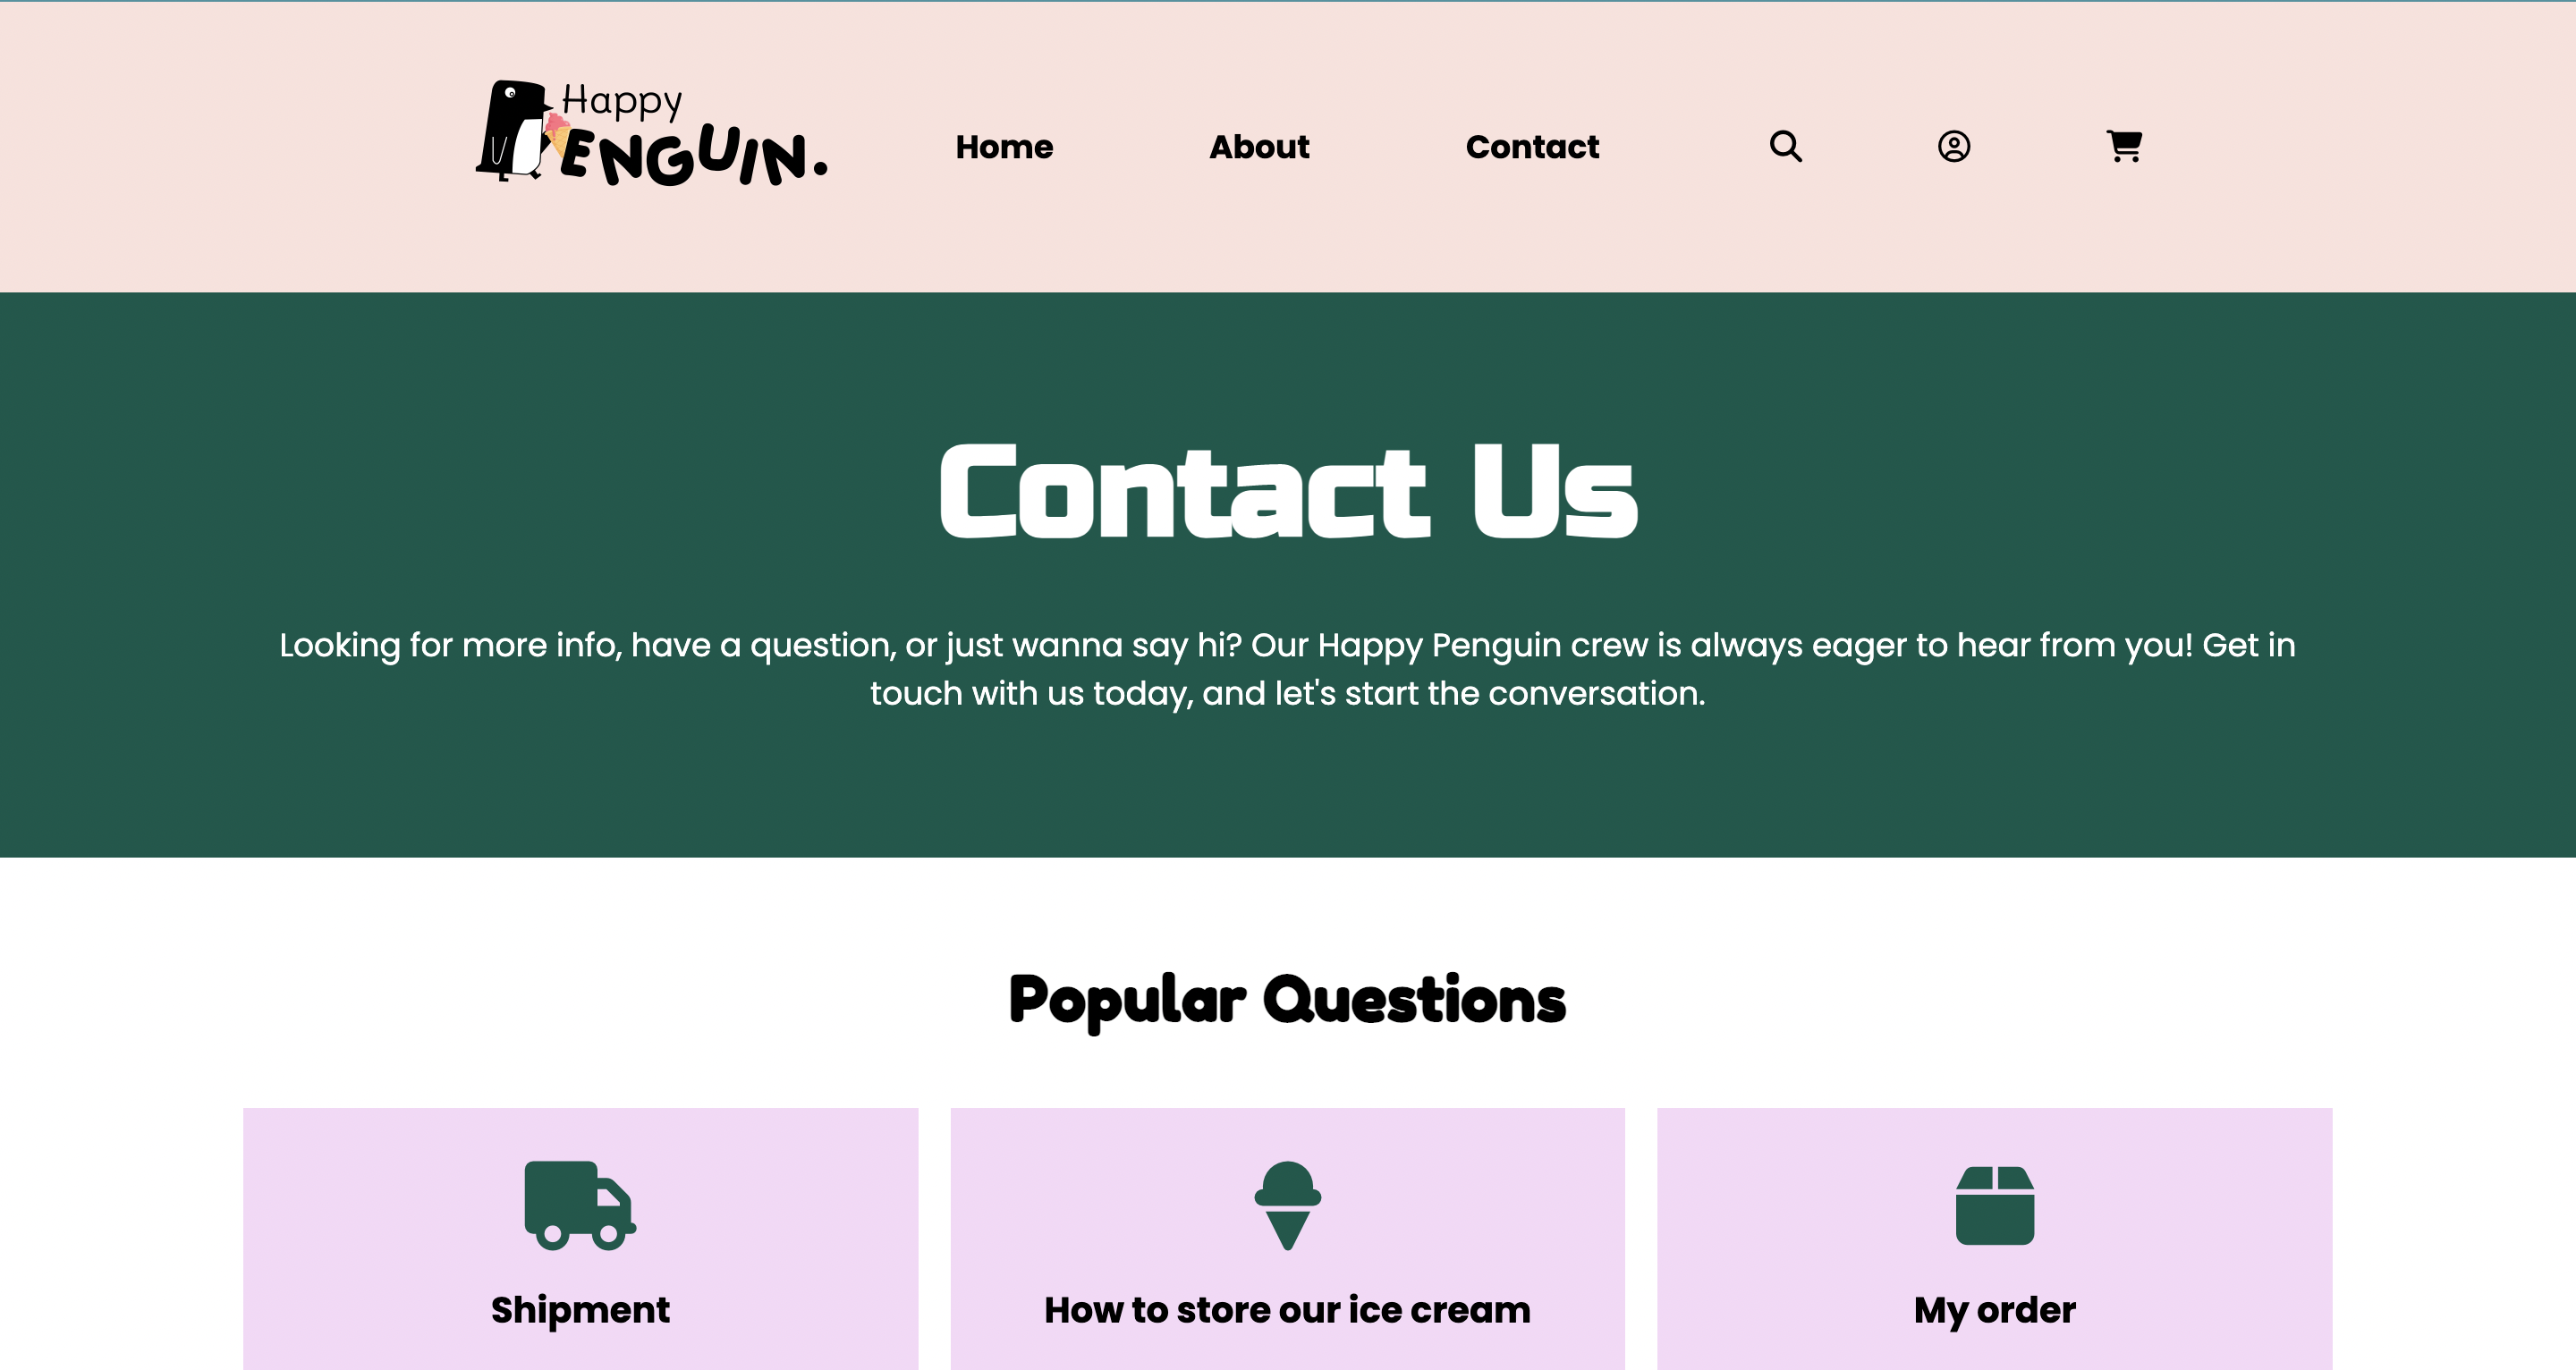 Happy
ENGUIN.
Home About Contact
Contact Us
Looking for more info, have a question, or just wanna say hi? Our Happy Penguin crew is always eager to hear from you! Get in
touch with us today, and let's start the conversation.
Popular Questions
Shipment
How to store our ice cream
My order